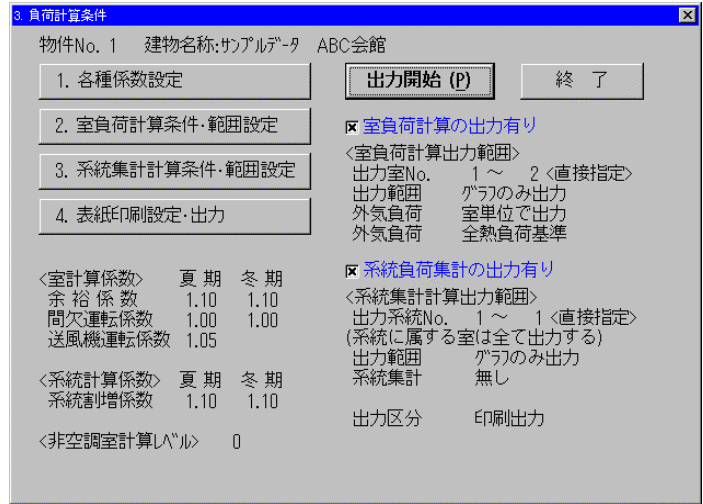 3. 負荷計算条件
物件No. 1 建物名称:ｻﾝﾌﾟﾙﾃﾞｰﾀ ABC会館
1. 各種係数設定
2. 室負荷計算条件･範囲設定
3. 系統集計計算条件･範囲設定
4. 表紙印刷設定･出力
<室計算係数> 夏 期 冬 期
余 裕 係 数 1.10 1.10
間欠運転係数 1.00 1.00
送風機運転係数 1.05
<系統計算係数> 夏 期 冬 期
系統割増係数 1.10 1.10
<非空調室計算ﾚﾍﾞﾙ> 0
出力開始 (P)
終 了
室負荷計算の出力有り
<室負荷計算出力範囲>
出力室No. 1 ～ 2 <直接指定>
出力範囲 ｸﾞﾗﾌのみ出力
外気負荷 室単位で出力
外気負荷 全熱負荷基準
系統負荷集計の出力有り
<系統集計計算出力範囲>
出力系統No. 1 ～ 1 <直接指定>
(系統に属する室は全て出力する)
出力範囲 ｸﾞﾗﾌのみ出力
系統集計 無し
出力区分 印刷出力